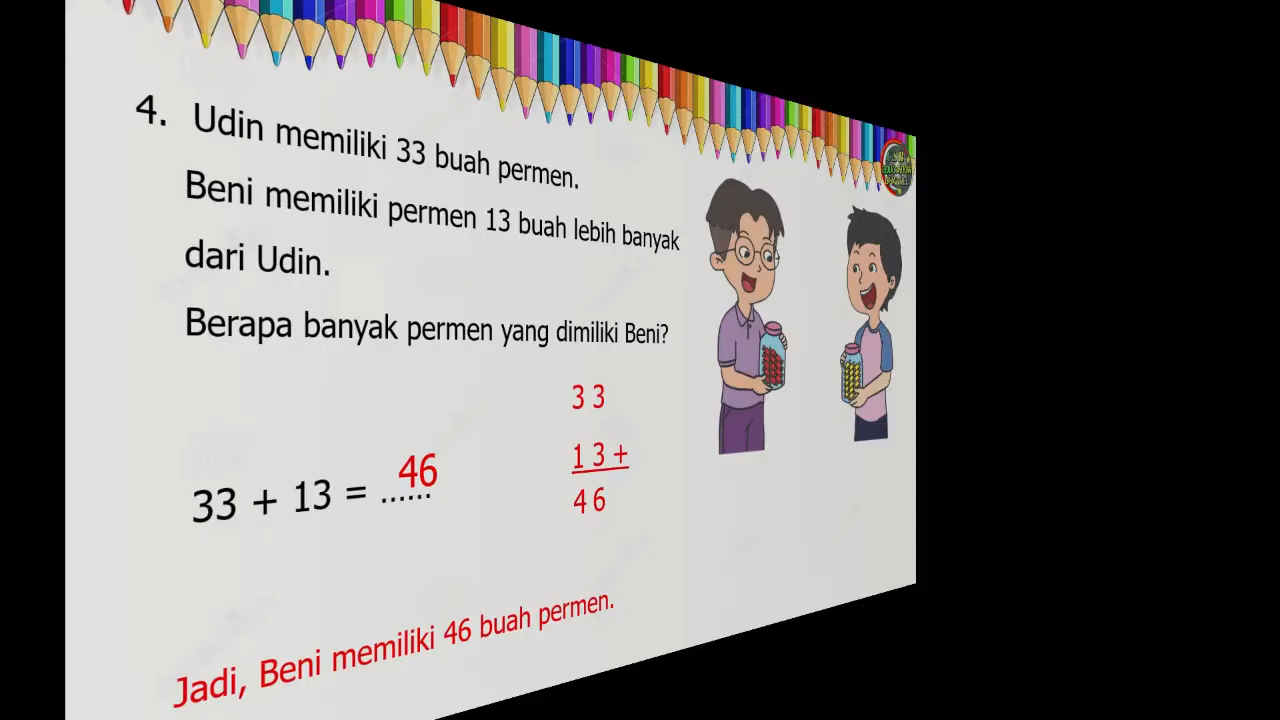 4. Udin memiliki 33 buah permen.
Beni memiliki permen 13 buah lebih banyak
dari Udin.
Berapa banyak permen yang dimiliki Beni?
3 3
1 3 +
4 6
33 + 13 = ...... 46
Jadi, Beni memiliki 46 buah permen.